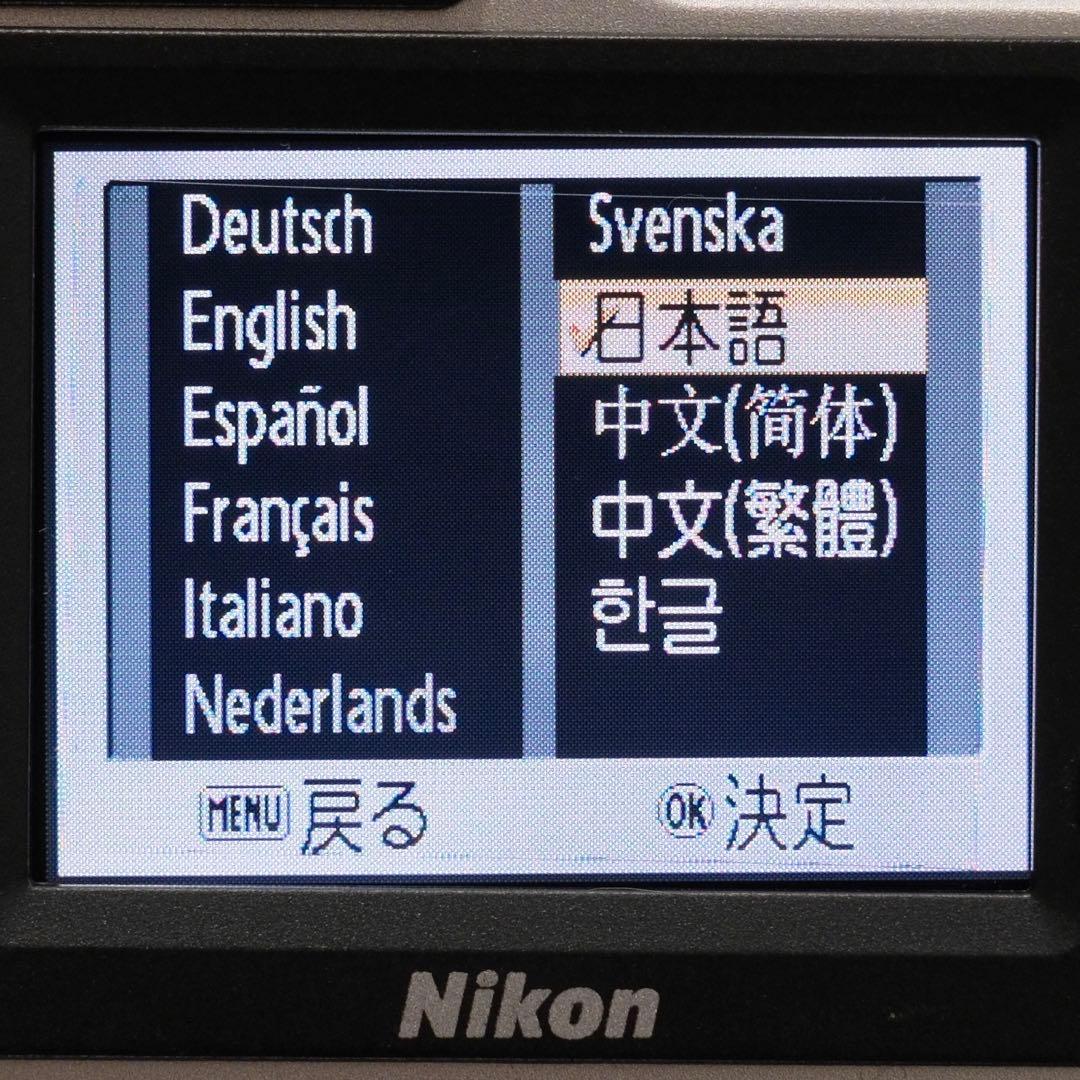 Deutsch
English
Español
Français
Italiano
Nederlands
Svenska
日本語
中文(简体)
中文(繁體)
한글
MENU 戻る
OK 決定
Nikon